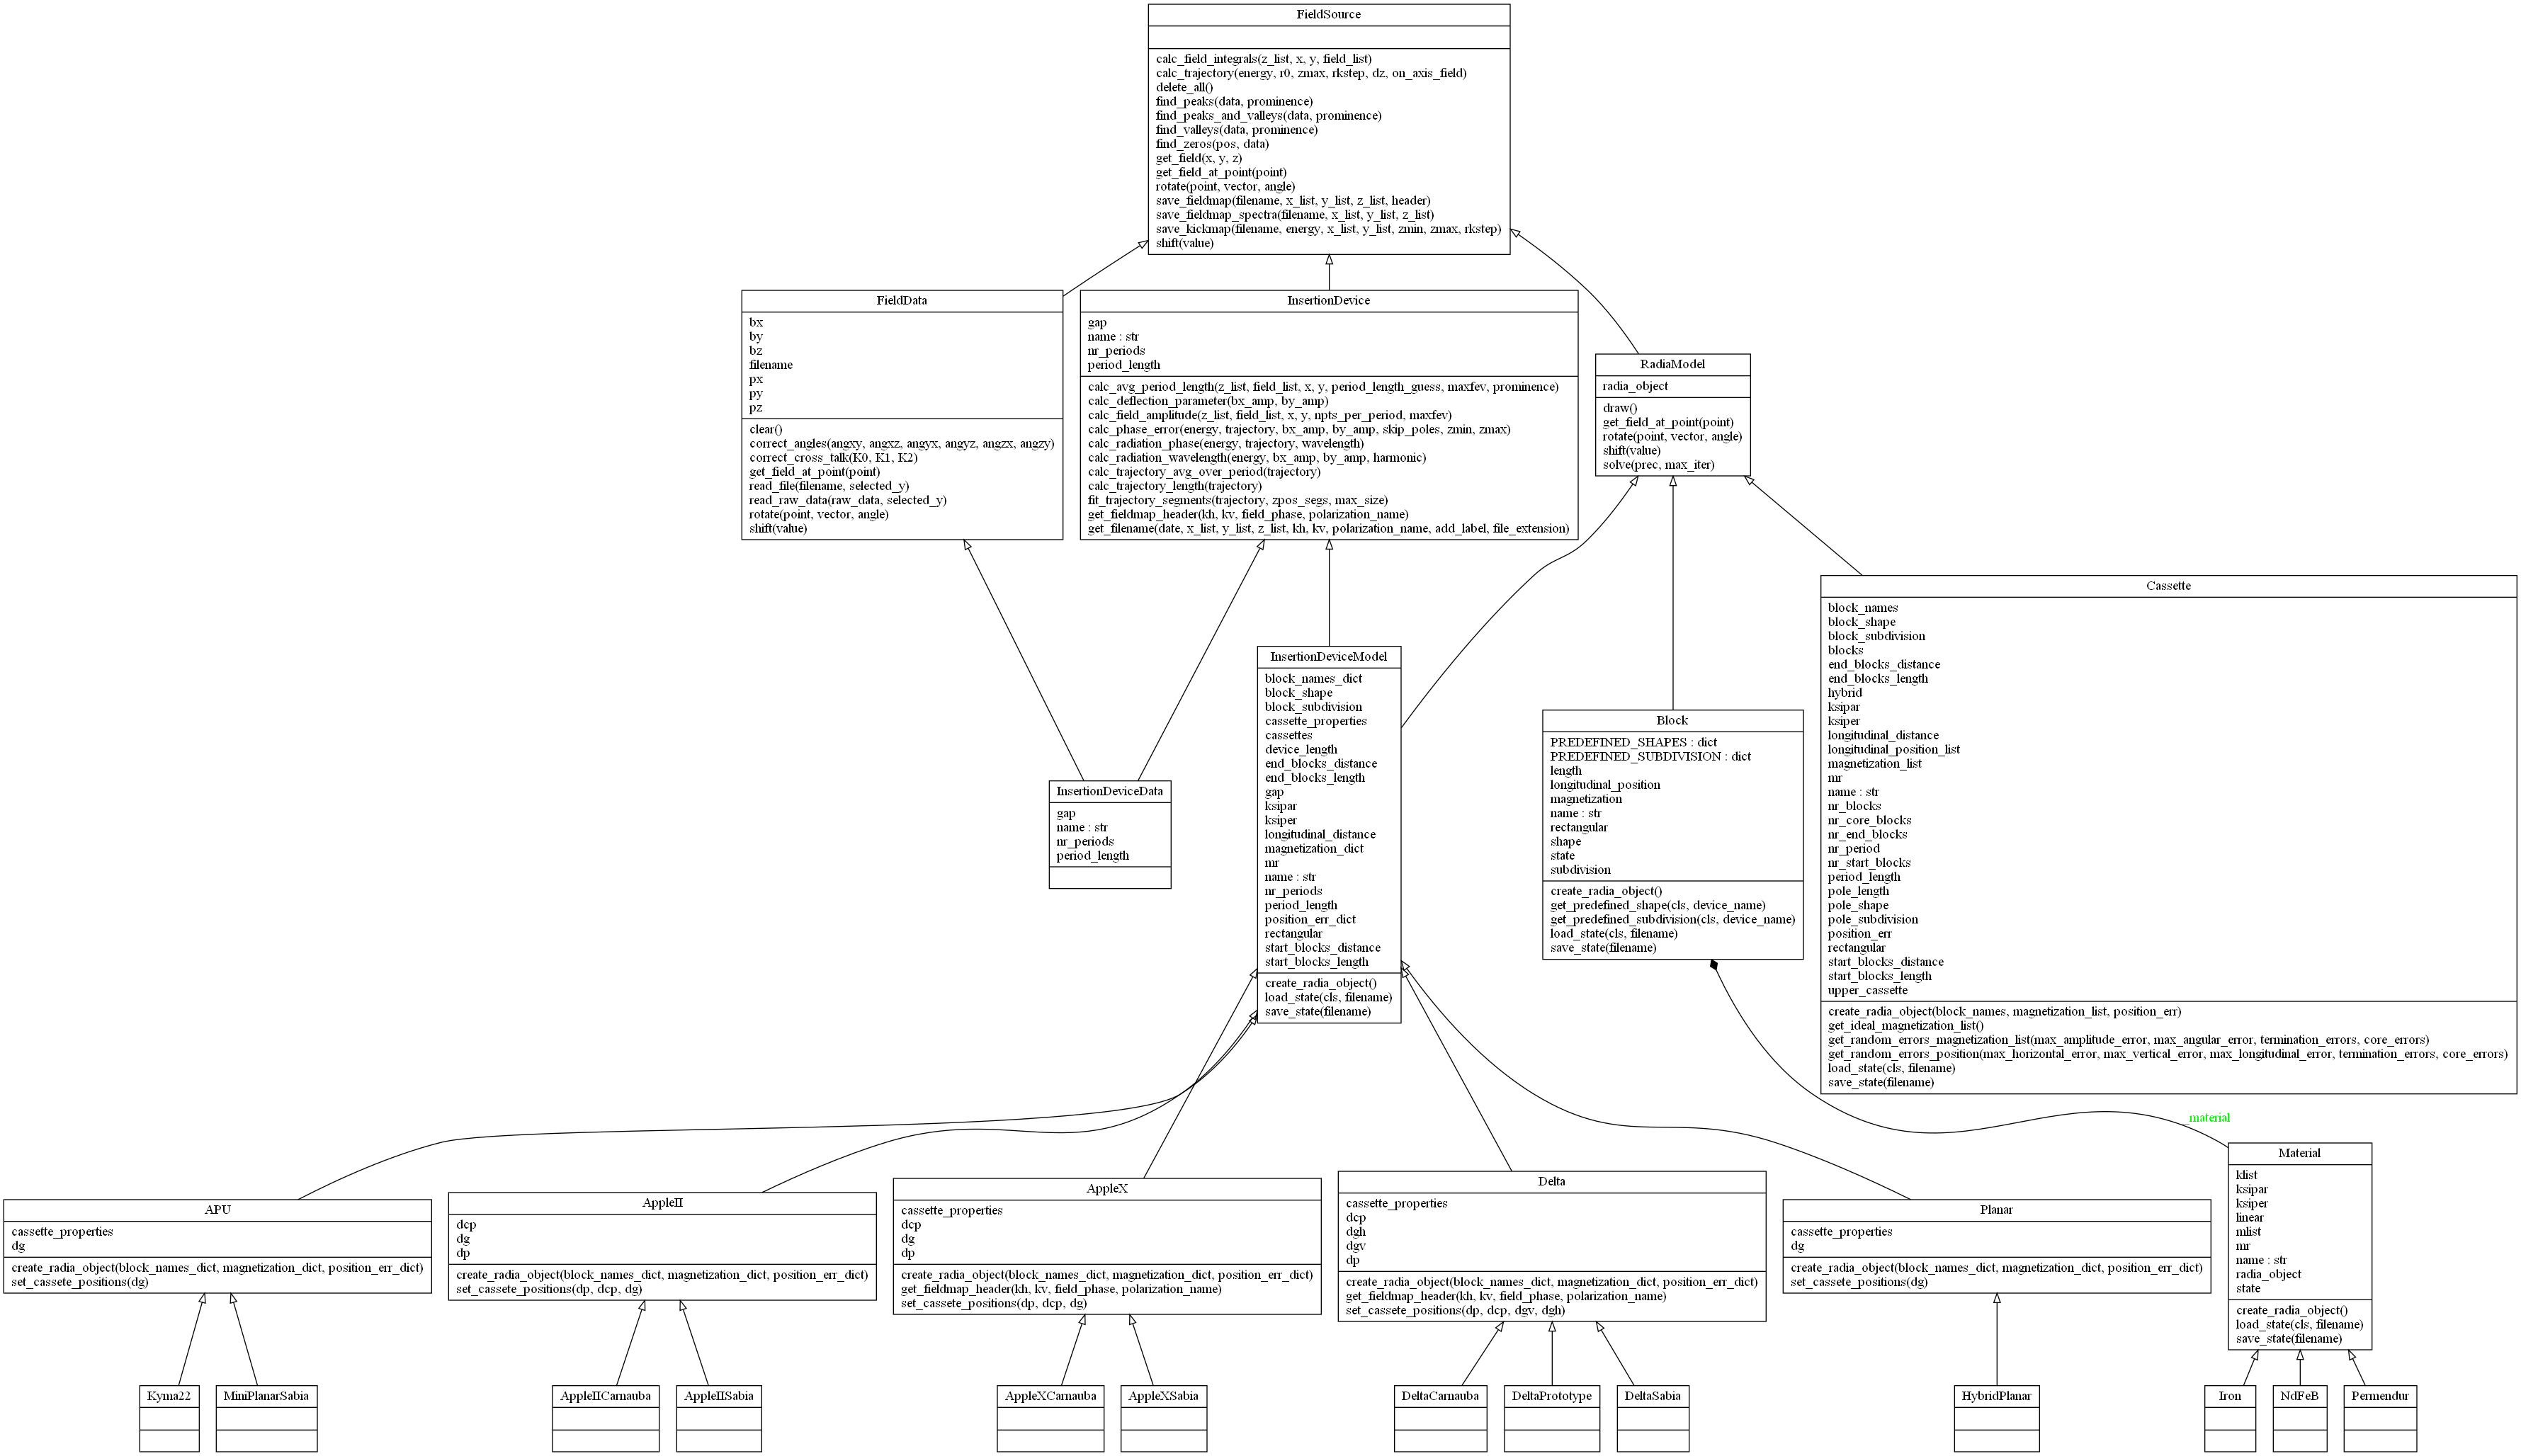 FieldSource
calc_field_integrals(z_list, x, y, field_list)
calc_trajectory(energy, r0, zmax, rkstep, dz, on_axis_field)
delete_all()
find_peaks(data, prominence)
find_peaks_and_valleys(data, prominence)
find_valleys(data, prominence)
find_zeros(pos, data)
get_field(x, y, z)
get_field_at_point(point)
rotate(point, vector, angle)
save_fieldmap(filename, x_list, y_list, z_list, header)
save_fieldmap_spectra(filename, x_list, y_list, z_list)
save_kickmap(filename, energy, x_list, y_list, zmin, zmax, rkstep)
shift(value)
FieldData
bx
by
bz
filename
px
py
pz
clear()
correct_angles(angxy, angxz, angyx, angyz, angzx, angzy)
correct_cross_talk(K0, K1, K2)
get_field_at_point(point)
read_file(filename, selected_y)
read_raw_data(raw_data, selected_y)
rotate(point, vector, angle)
shift(value)
InsertionDevice
gap
name : str
nr_periods
period_length
calc_avg_period_length(z_list, field_list, x, y, period_length_guess, maxfev, prominence)
calc_deflection_parameter(bx_amp, by_amp)
calc_field_amplitude(z_list, field_list, x, y, npts_per_period, maxfev)
calc_phase_error(energy, trajectory, bx_amp, by_amp, skip_poles, zmin, zmax)
calc_radiation_phase(energy, trajectory, wavelength)
calc_radiation_wavelength(energy, bx_amp, by_amp, harmonic)
calc_trajectory_avg_over_period(trajectory)
calc_trajectory_length(trajectory)
fit_trajectory_segments(trajectory, zpos_segs, max_size)
get_fieldmap_header(kh, kv, field_phase, polarization_name)
get_filename(date, x_list, y_list, z_list, kh, kv, polarization_name, add_label, file_extension)
RadiaModel
radia_object
draw()
get_field_at_point(point)
rotate(point, vector, angle)
shift(value)
solve(prec, max_iter)
InsertionDeviceData
gap
name : str
nr_periods
period_length
InsertionDeviceModel
block_names_dict
block_shape
block_subdivision
cassette_properties
cassettes
device_length
end_blocks_distance
end_blocks_length
gap
ksipar
ksiper
longitudinal_distance
magnetization_dict
mr
name : str
nr_periods
period_length
position_err_dict
rectangular
start_blocks_distance
start_blocks_length
create_radia_object()
load_state(cls, filename)
save_state(filename)
Block
PREDEFINED_SHAPES : dict
PREDEFINED_SUBDIVISION : dict
length
longitudinal_position
magnetization
name : str
rectangular
shape
state
subdivision
create_radia_object()
get_predefined_shape(cls, device_name)
get_predefined_subdivision(cls, device_name)
load_state(cls, filename)
save_state(filename)
Cassette
block_names
block_shape
block_subdivision
blocks
end_blocks_distance
end_blocks_length
hybrid
ksipar
ksiper
longitudinal_distance
longitudinal_position_list
magnetization_list
mr
name : str
nr_blocks
nr_core_blocks
nr_end_blocks
nr_period
nr_start_blocks
period_length
pole_length
pole_shape
pole_subdivision
position_err
rectangular
start_blocks_distance
start_blocks_length
upper_cassette
create_radia_object(block_names, magnetization_list, position_err)
get_ideal_magnetization_list()
get_random_errors_magnetization_list(max_amplitude_error, max_angular_error, termination_errors, core_errors)
get_random_errors_position(max_horizontal_error, max_vertical_error, max_longitudinal_error, termination_errors, core_errors)
load_state(cls, filename)
save_state(filename)
_material
APU
cassette_properties
dg
create_radia_object(block_names_dict, magnetization_dict, position_err_dict)
set_cassete_positions(dg)
AppleII
dcp
dg
dp
create_radia_object(block_names_dict, magnetization_dict, position_err_dict)
set_cassete_positions(dp, dcp, dg)
AppleX
cassette_properties
dcp
dg
dp
create_radia_object(block_names_dict, magnetization_dict, position_err_dict)
get_fieldmap_header(kh, kv, field_phase, polarization_name)
set_cassete_positions(dp, dcp, dg)
Delta
cassette_properties
dcp
dgh
dgv
dp
create_radia_object(block_names_dict, magnetization_dict, position_err_dict)
get_fieldmap_header(kh, kv, field_phase, polarization_name)
set_cassete_positions(dp, dcp, dgv, dgh)
Planar
cassette_properties
dg
create_radia_object(block_names_dict, magnetization_dict, position_err_dict)
set_cassete_positions(dg)
Material
klist
ksipar
ksiper
linear
mlist
mr
name : str
radia_object
state
create_radia_object()
load_state(cls, filename)
save_state(filename)
Kyma22
MiniPlanarSabia
AppleIICarnauba
AppleIISabia
AppleXCarnauba
AppleXSabia
DeltaCarnauba
DeltaPrototype
DeltaSabia
HybridPlanar
Iron
NdFeB
Permendur